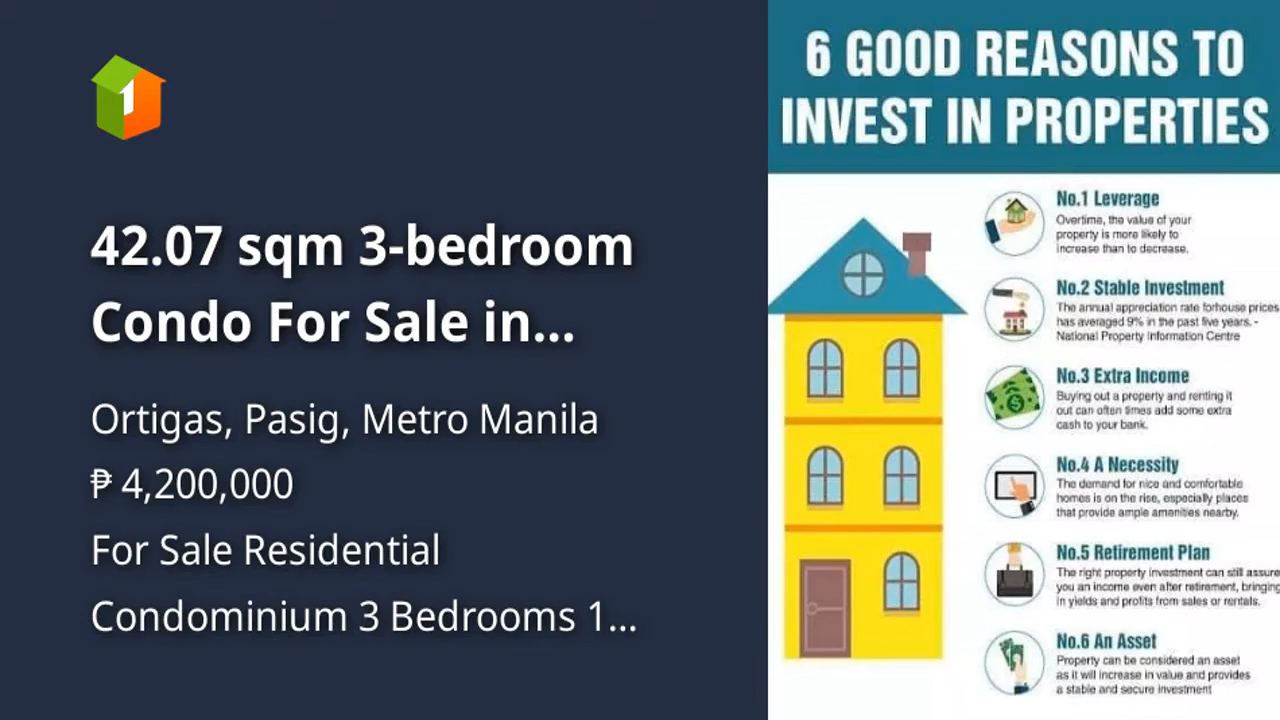 42.07 sqm 3-bedroom
Condo For Sale in...
Ortigas, Pasig, Metro Manila
₱ 4,200,000
For Sale Residential
Condominium 3 Bedrooms 1...
6 GOOD REASONS TO
INVEST IN PROPERTIES
No.1 Leverage
Overtime, the value of your
property is more likely to
increase than to decrease.
No.2 Stable Investment
The annual appreciation rate forhouse prices
has averaged 9% in the past five years. -
National Property Information Centre
No.3 Extra Income
Buying out a property and renting it
out can often times add some extra
cash to your bank.
No.4 A Necessity
The demand for nice and comfortable
homes is on the rise, especially places
that provide ample amenities nearby.
No.5 Retirement Plan
The right property investment can still assure
you an income even after retirement, bringing
in yields and profits from sales or rentals.
No.6 An Asset
Property can be considered an asset
as it will increase in value and provides
a stable and secure investment